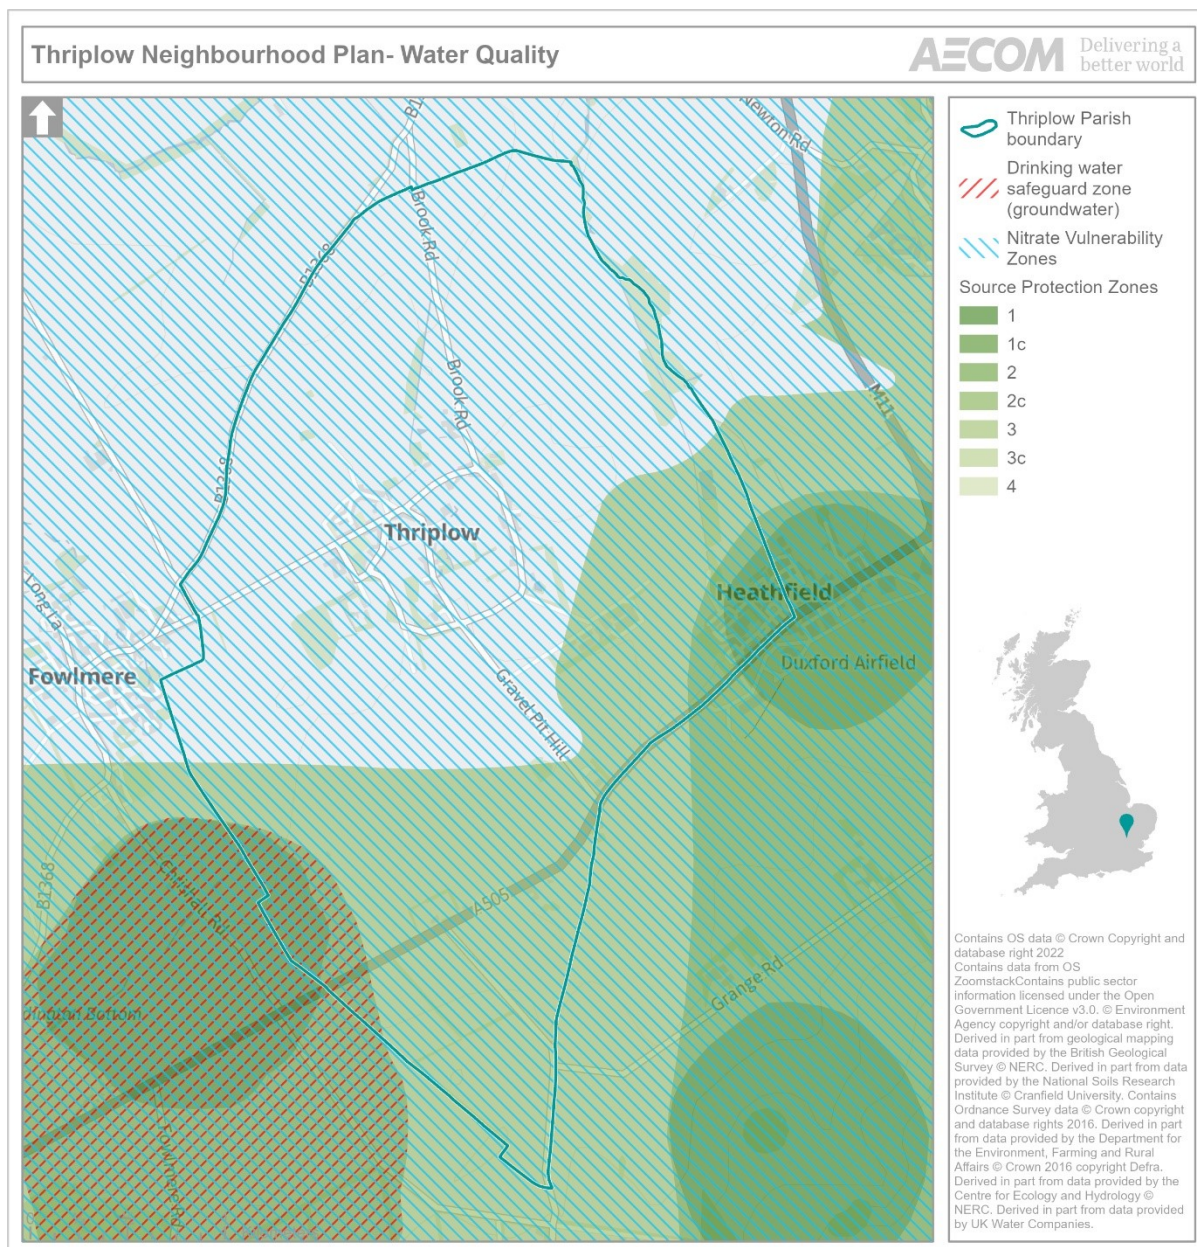 Thriplow Neighbourhood Plan- Water Quality
AECOM
Delivering a
better world
Newton Rd
Brook Rd
B1368
M11
Brook Rd
B1368
Thriplow
Long La
Heathfield
Duxford Airfield
Fowlmere
Gravel Pit Hill
B1368
A505
Grange Rd
Fowlmere Rd
Thriplow Parish
boundary
Drinking water
safeguard zone
(groundwater)
Nitrate Vulnerability
Zones
Source Protection Zones
1
1c
2
2c
3
3c
4
Contains OS data © Crown Copyright and
database right 2022
Contains data from OS
ZoomstackContains public sector
information licensed under the Open
Government Licence v3.0. © Environment
Agency copyright and/or database right.
Derived in part from geological mapping
data provided by the British Geological
Survey © NERC. Derived in part from data
provided by the National Soils Research
Institute © Cranfield University. Contains
Ordnance Survey data © Crown copyright
and database rights 2016. Derived in part
from data provided by the Department for
the Environment, Farming and Rural
Affairs © Crown 2016 copyright Defra.
Derived in part from data provided by the
Centre for Ecology and Hydrology ©
NERC. Derived in part from data provided
by UK Water Companies.